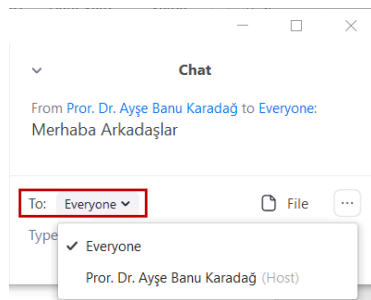 Chat
From Pror. Dr. Ayşe Banu Karadağ to Everyone:
Merhaba Arkadaşlar
To: Everyone File ...
Type
Everyone
Pror. Dr. Ayşe Banu Karadağ (Host)